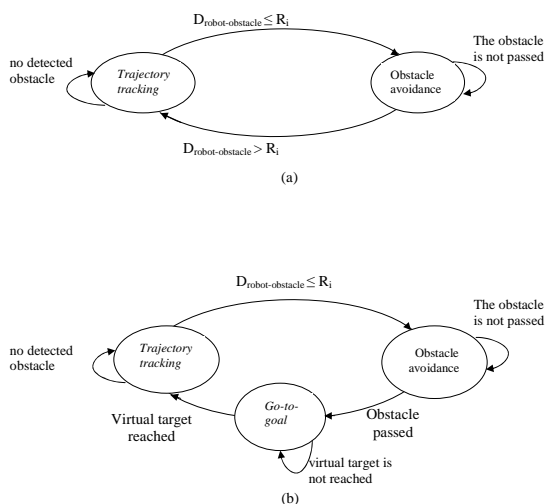 D_robot-obstacle ≤ R_i
The obstacle
is not passed
no detected
obstacle
Trajectory
tracking
Obstacle
avoidance
D_robot-obstacle > R_i
(a)
D_robot-obstacle ≤ R_i
The obstacle
is not passed
no detected
obstacle
Trajectory
tracking
Obstacle
avoidance
Go-to-
goal
Virtual target
reached
Obstacle
passed
virtual target is
not reached
(b)